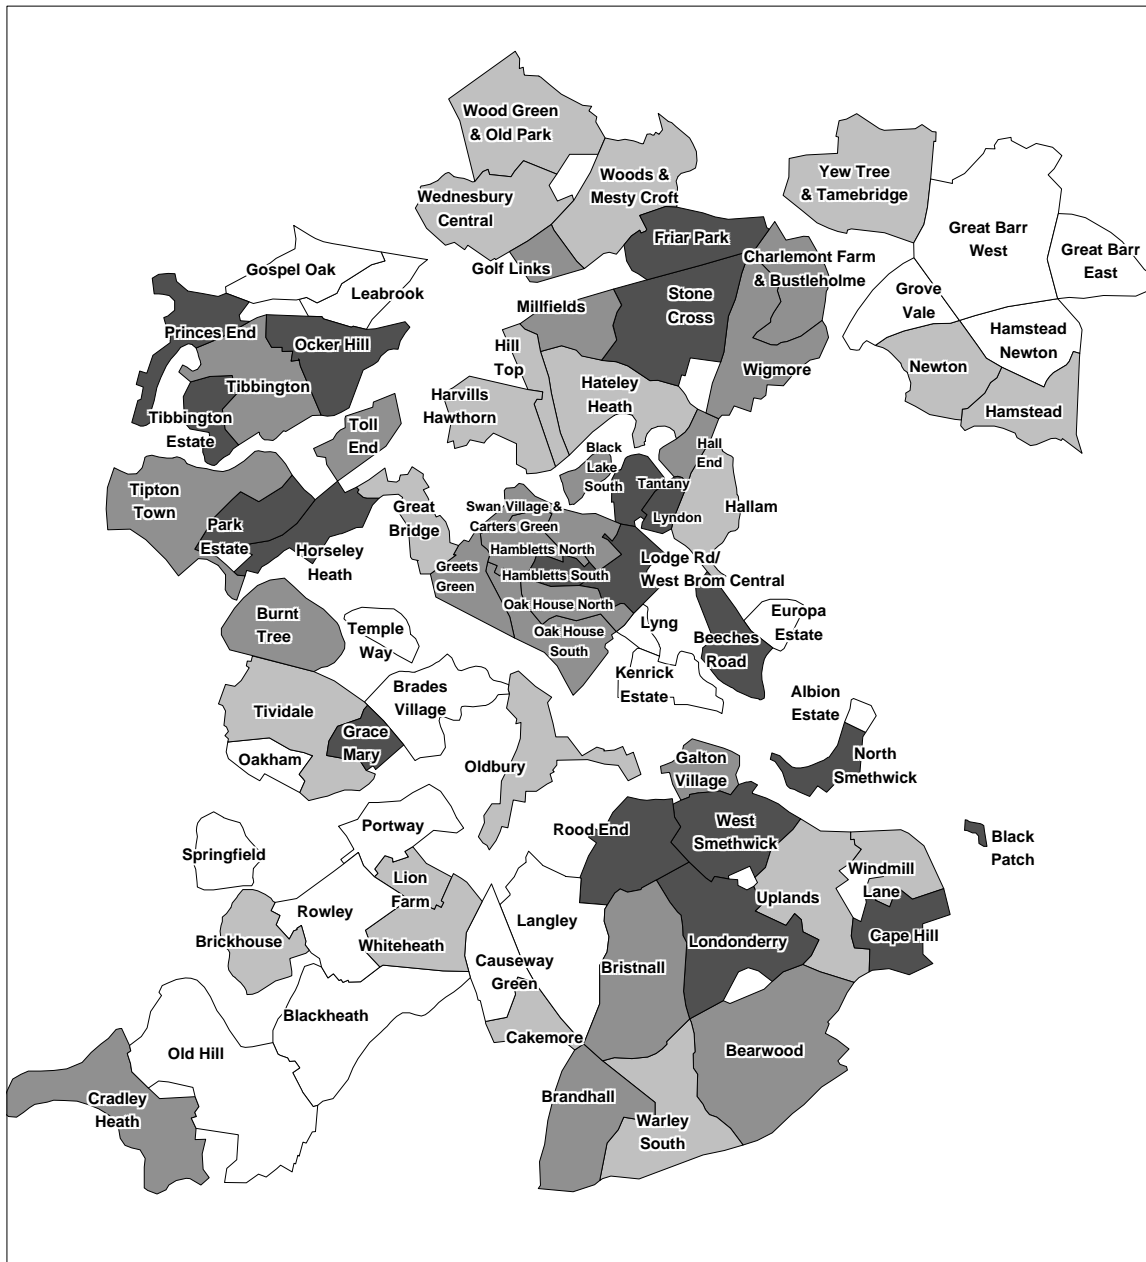 Wood Green
& Old Park
Woods &
Mesty Croft
Wednesbury
Central
Yew Tree
& Tamebridge
Great Barr
West
Great Barr
East
Friar Park
Golf Links
Charlemont Farm
& Bustleholme
Gospel Oak
Leabrook
Grove
Vale
Stone
Cross
Millfields
Princes End
Ocker Hill
Hamstead
Newton
Hill
Top
Newton
Wigmore
Tibbington
Hateley
Heath
Harvills
Hawthorn
Hamstead
Tibbington
Estate
Toll
End
Hall
End
Black
Lake
South
Tantany
Tipton
Town
Great
Bridge
Swan Village &
Carters Green
Lyndon
Hallam
Park
Estate
Horseley
Heath
Hambletts North
Lodge Rd/
West Brom Central
Greets
Green
Hambletts South
Oak House North
Burnt
Tree
Temple
Way
Oak House
South
Lyng
Beeches
Road
Europa
Estate
Kenrick
Estate
Brades
Village
Albion
Estate
Tividale
Grace
Mary
Oakham
Oldbury
Galton
Village
North
Smethwick
Portway
Rood End
West
Smethwick
Black
Patch
Springfield
Lion
Farm
Windmill
Lane
Uplands
Rowley
Langley
Brickhouse
Whiteheath
Londonderry
Cape Hill
Causeway
Green
Bristnall
Blackheath
Cakemore
Old Hill
Bearwood
Cradley
Heath
Brandhall
Warley
South